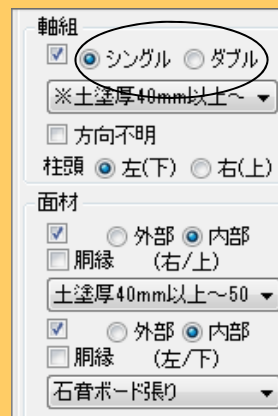 軸組
シングル ダブル
※土塗厚40mm以上~
方向不明
柱頭 左(下) 右(上)
面材
外部 内部
胴縁 (右/上)
土塗厚40mm以上~50
外部 内部
胴縁 (左/下)
石膏ボード張り